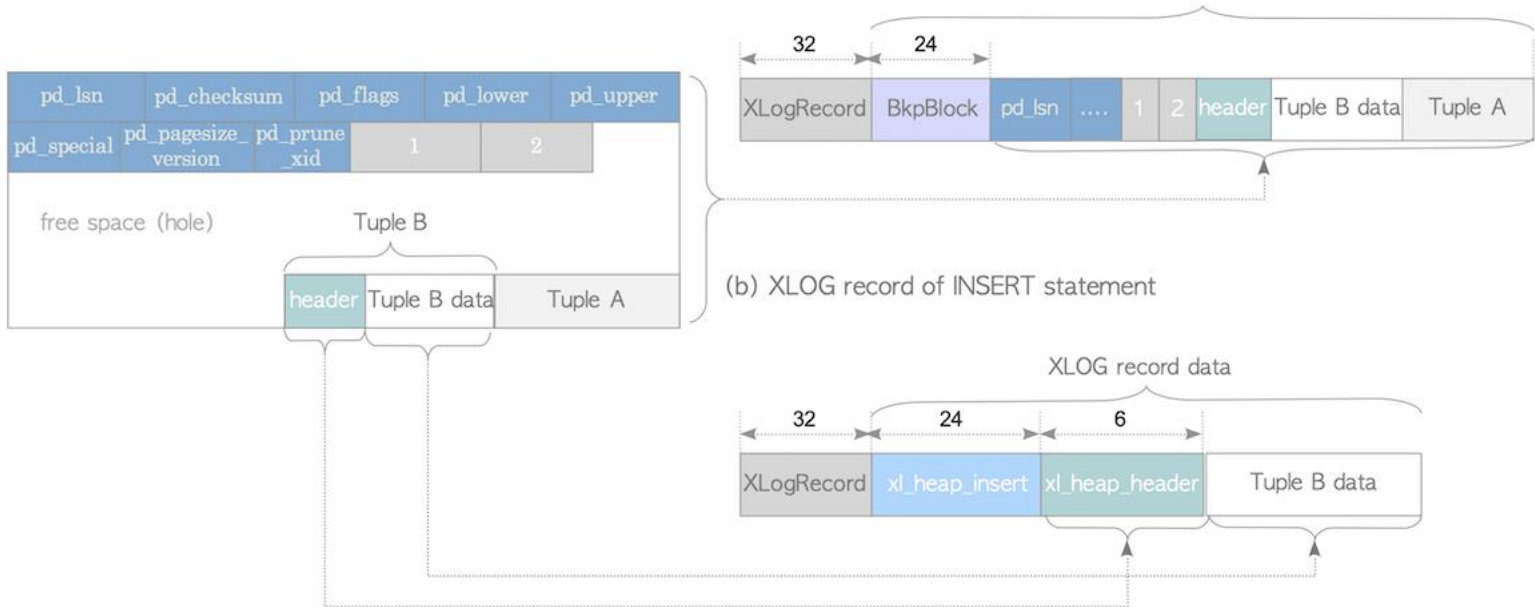 32
24
pd_lsn
pd_checksum
pd_flags
pd_lower
pd_upper
pd_special
pd_pagesize_
version
pd_prune
_xid
1
2
XLogRecord
BkpBlock
pd_lsn
....
1
2
header
Tuple B data
Tuple A
free space (hole)
Tuple B
header
Tuple B data
Tuple A
(b) XLOG record of INSERT statement
XLOG record data
32
24
6
XLogRecord
xl_heap_insert
xl_heap_header
Tuple B data